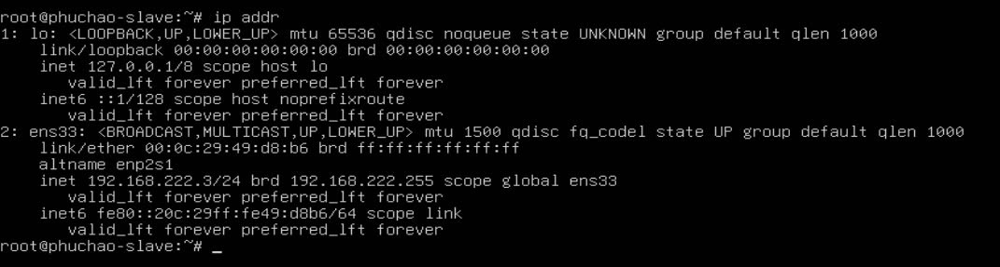 root@phuchao-slave:~# ip addr
1: lo: <LOOPBACK,UP,LOWER_UP> mtu 65536 qdisc noqueue state UNKNOWN group default qlen 1000
    link/loopback 00:00:00:00:00:00 brd 00:00:00:00:00:00
    inet 127.0.0.1/8 scope host lo
       valid_lft forever preferred_lft forever
    inet6 ::1/128 scope host noprefixroute
       valid_lft forever preferred_lft forever
2: ens33: <BROADCAST,MULTICAST,UP,LOWER_UP> mtu 1500 qdisc fq_codel state UP group default qlen 1000
    link/ether 00:0c:29:49:d8:b6 brd ff:ff:ff:ff:ff:ff
    altname enp2s1
    inet 192.168.222.3/24 brd 192.168.222.255 scope global ens33
       valid_lft forever preferred_lft forever
    inet6 fe80::20c:29ff:fe49:d8b6/64 scope link
       valid_lft forever preferred_lft forever
root@phuchao-slave:~# _